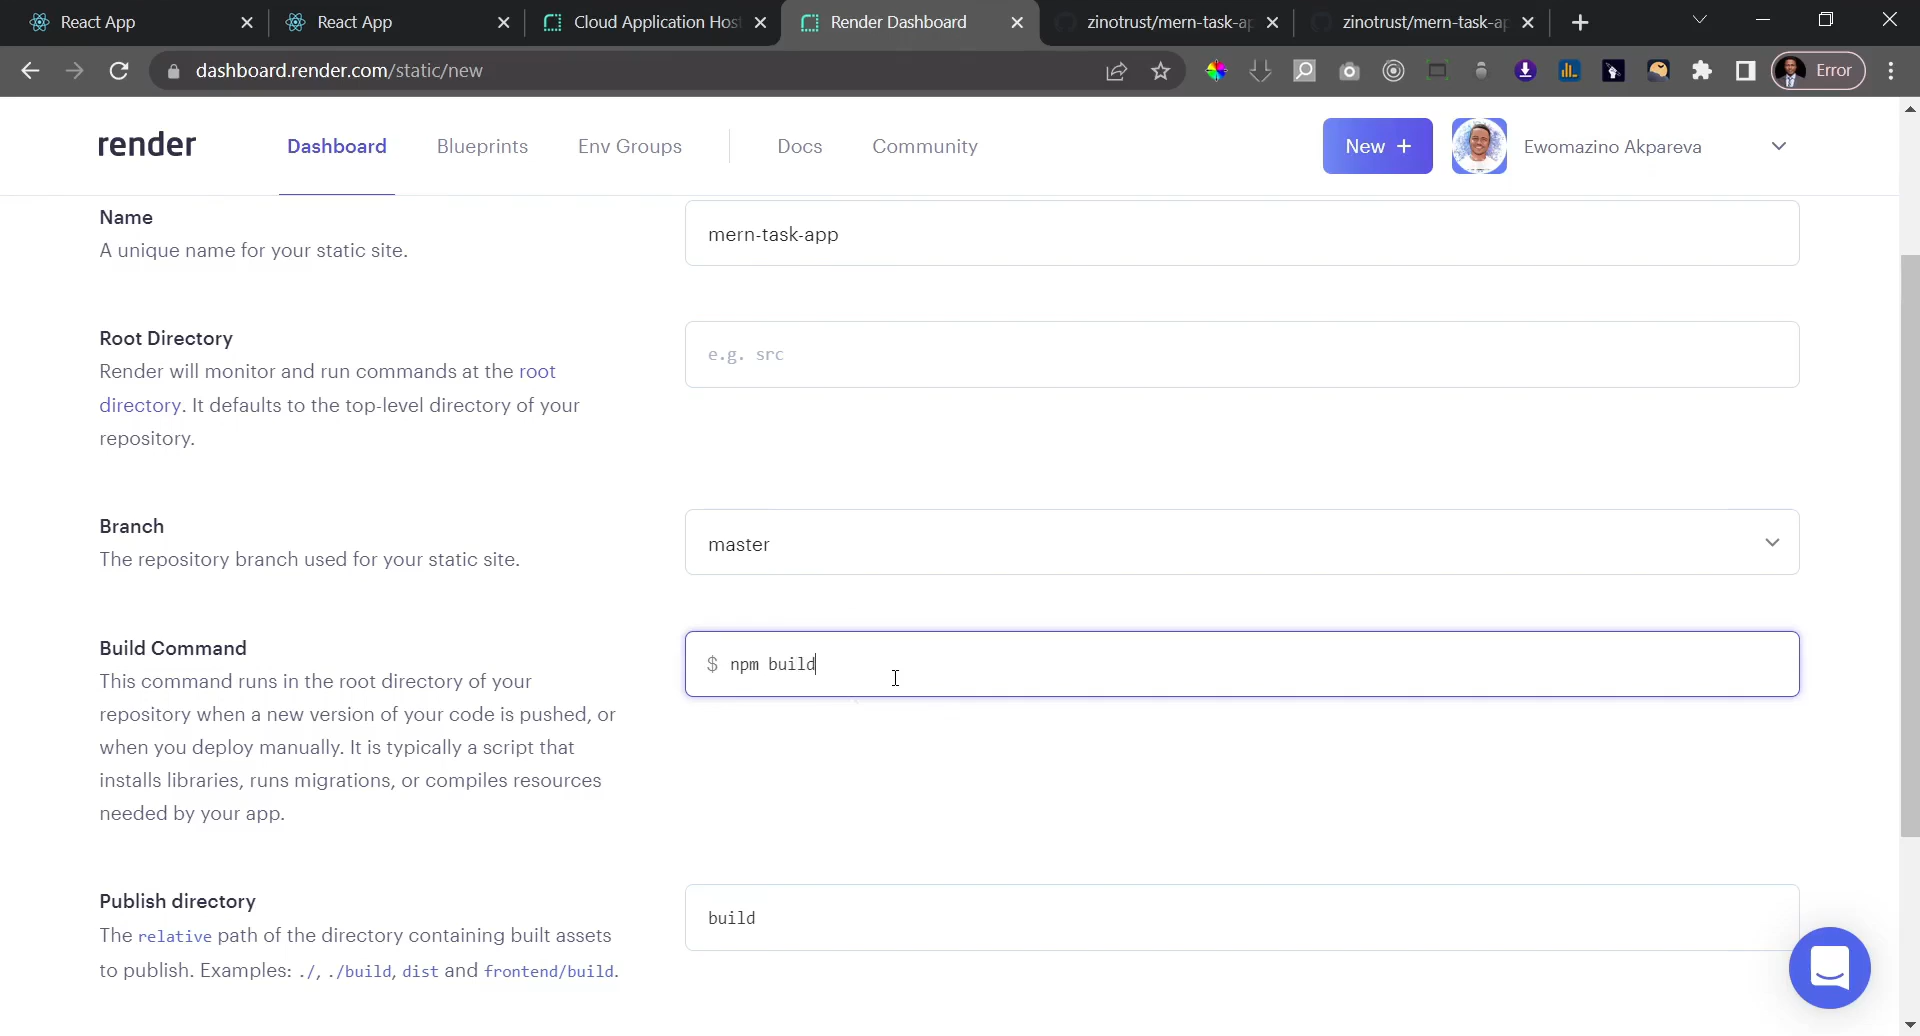 React App
React App
Cloud Application Hos
Render Dashboard
zinotrust/mern-task-ap
zinotrust/mern-task-ap
dashboard.render.com/static/new
Error
render
Dashboard
Blueprints
Env Groups
Docs
Community
New +
Ewomazino Akpareva
Name
A unique name for your static site.
mern-task-app
Root Directory
Render will monitor and run commands at the root
directory. It defaults to the top-level directory of your
repository.
e.g. src
Branch
The repository branch used for your static site.
master
Build Command
This command runs in the root directory of your
repository when a new version of your code is pushed, or
when you deploy manually. It is typically a script that
installs libraries, runs migrations, or compiles resources
needed by your app.
$ npm build
Publish directory
The relative path of the directory containing built assets
to publish. Examples: ./, ./build, dist and frontend/build.
build